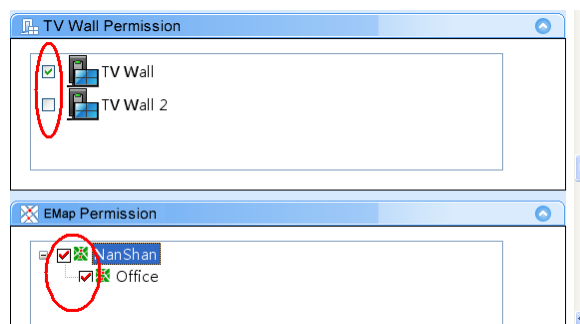 TV Wall Permission
TV Wall
TV Wall 2
EMap Permission
NanShan
Office